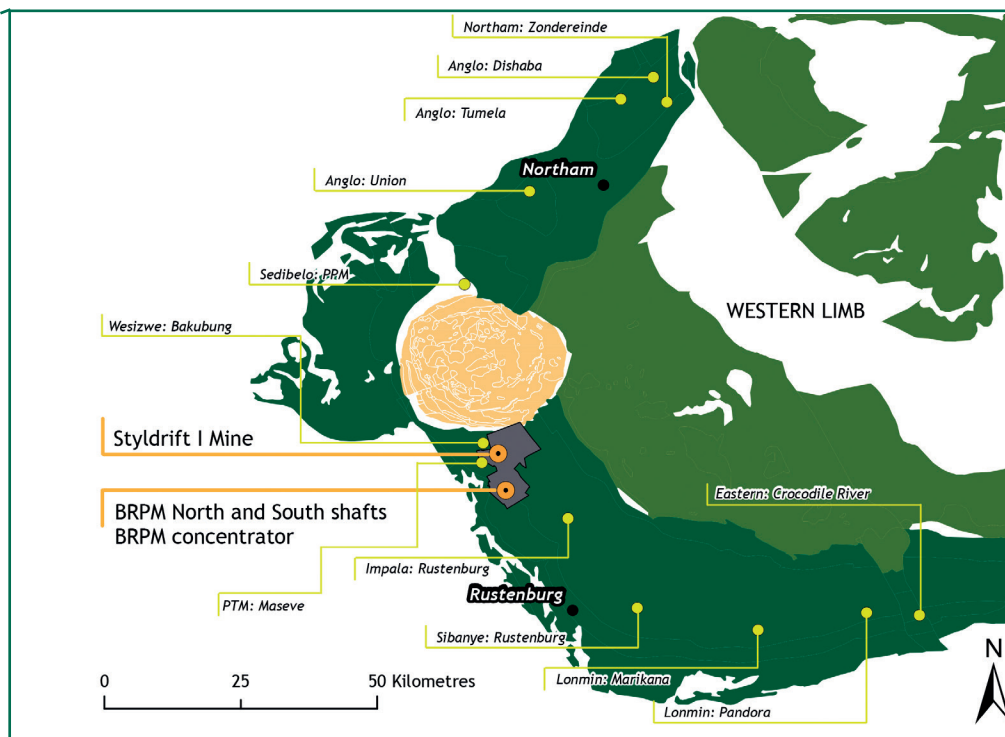 Northam: Zondereinde
Anglo: Dishaba
Anglo: Tumela
Northam
Anglo: Union
Sedibelo: PPM
WESTERN LIMB
Wesizwe: Bakubung
Styldrift I Mine
Eastern: Crocodile River
BRPM North and South shafts
BRPM concentrator
Impala: Rustenburg
Rustenburg
PTM: Maseve
Sibanye: Rustenburg
N
Lonmin: Marikana
0 25 50 Kilometres
Lonmin: Pandora